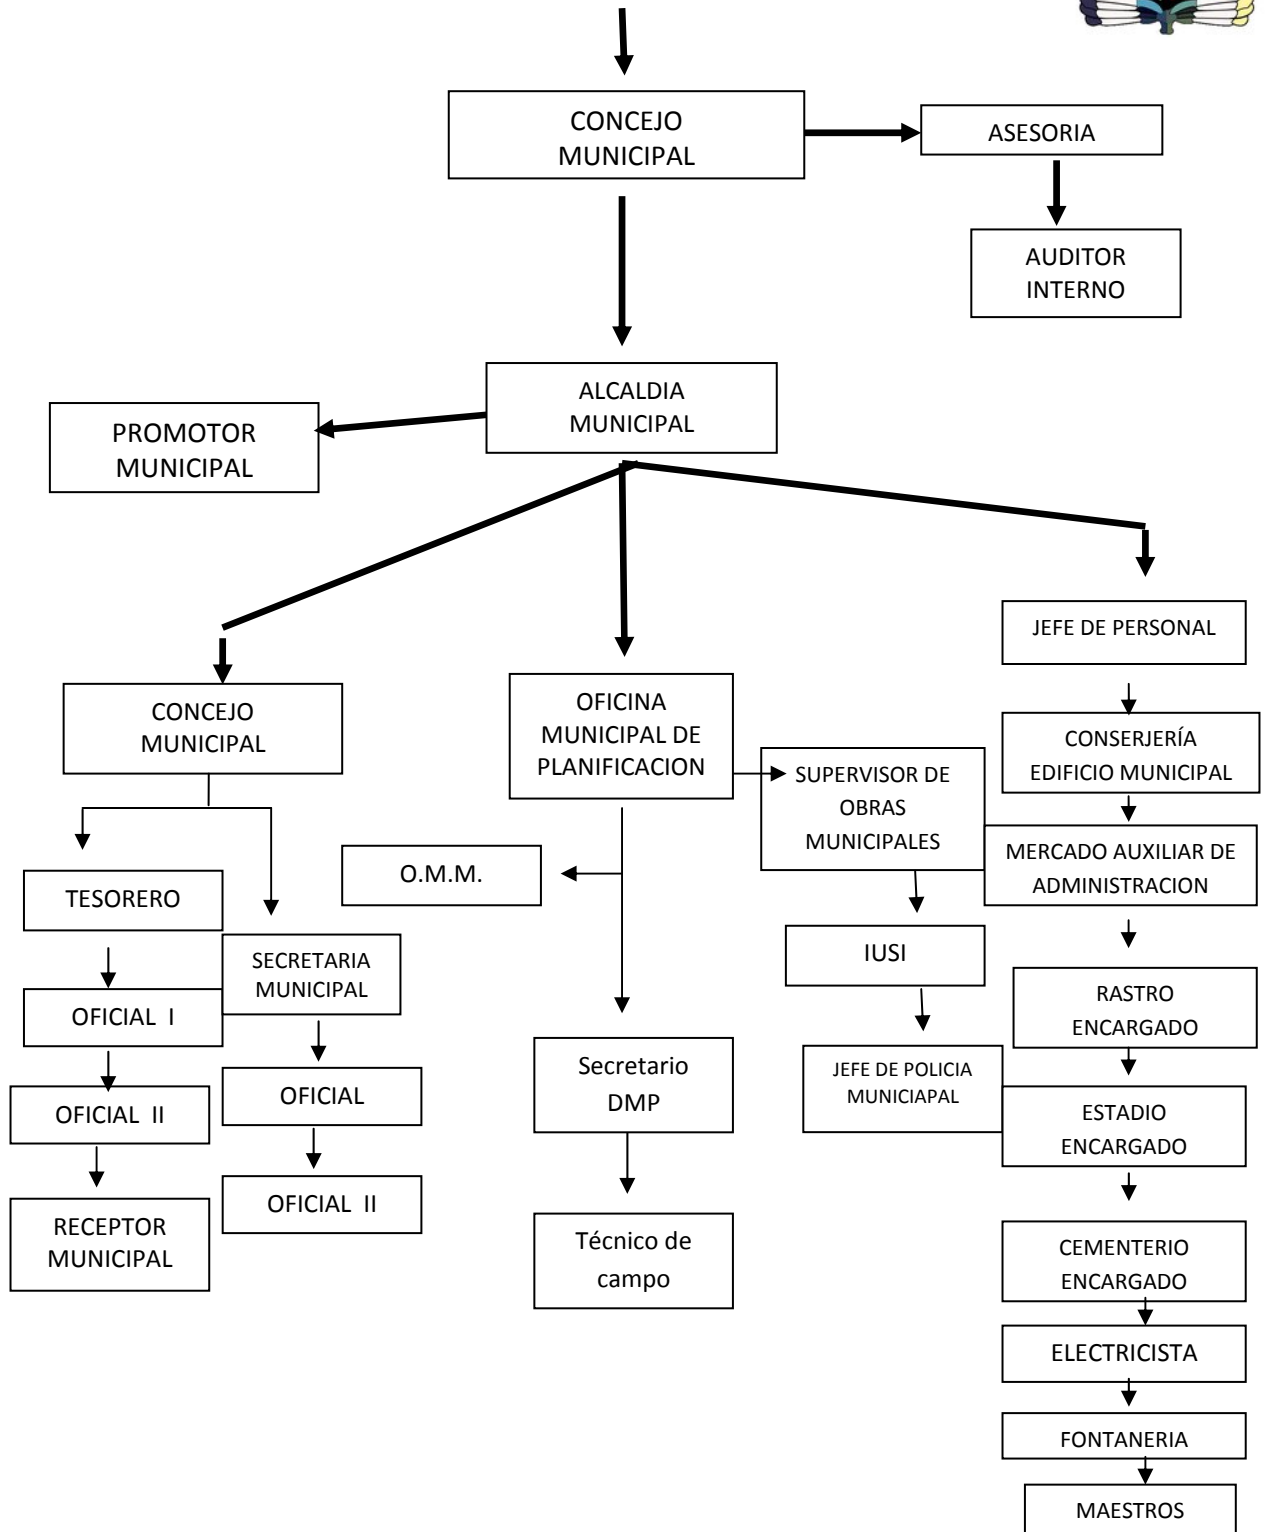 CONCEJO
MUNICIPAL
ASESORIA
AUDITOR
INTERNO
ALCALDIA
MUNICIPAL
PROMOTOR
MUNICIPAL
JEFE DE PERSONAL
CONCEJO
MUNICIPAL
OFICINA
MUNICIPAL DE
PLANIFICACION
SUPERVISOR DE
OBRAS
MUNICIPALES
CONSERJERÍA
EDIFICIO MUNICIPAL
MERCADO AUXILIAR DE
ADMINISTRACION
O.M.M.
TESORERO
SECRETARIA
MUNICIPAL
IUSI
OFICIAL I
RASTRO
ENCARGADO
Secretario
DMP
JEFE DE POLICIA
MUNICIAPAL
OFICIAL II
OFICIAL
ESTADIO
ENCARGADO
OFICIAL II
RECEPTOR
MUNICIPAL
Técnico de
campo
CEMENTERIO
ENCARGADO
ELECTRICISTA
FONTANERIA
MAESTROS